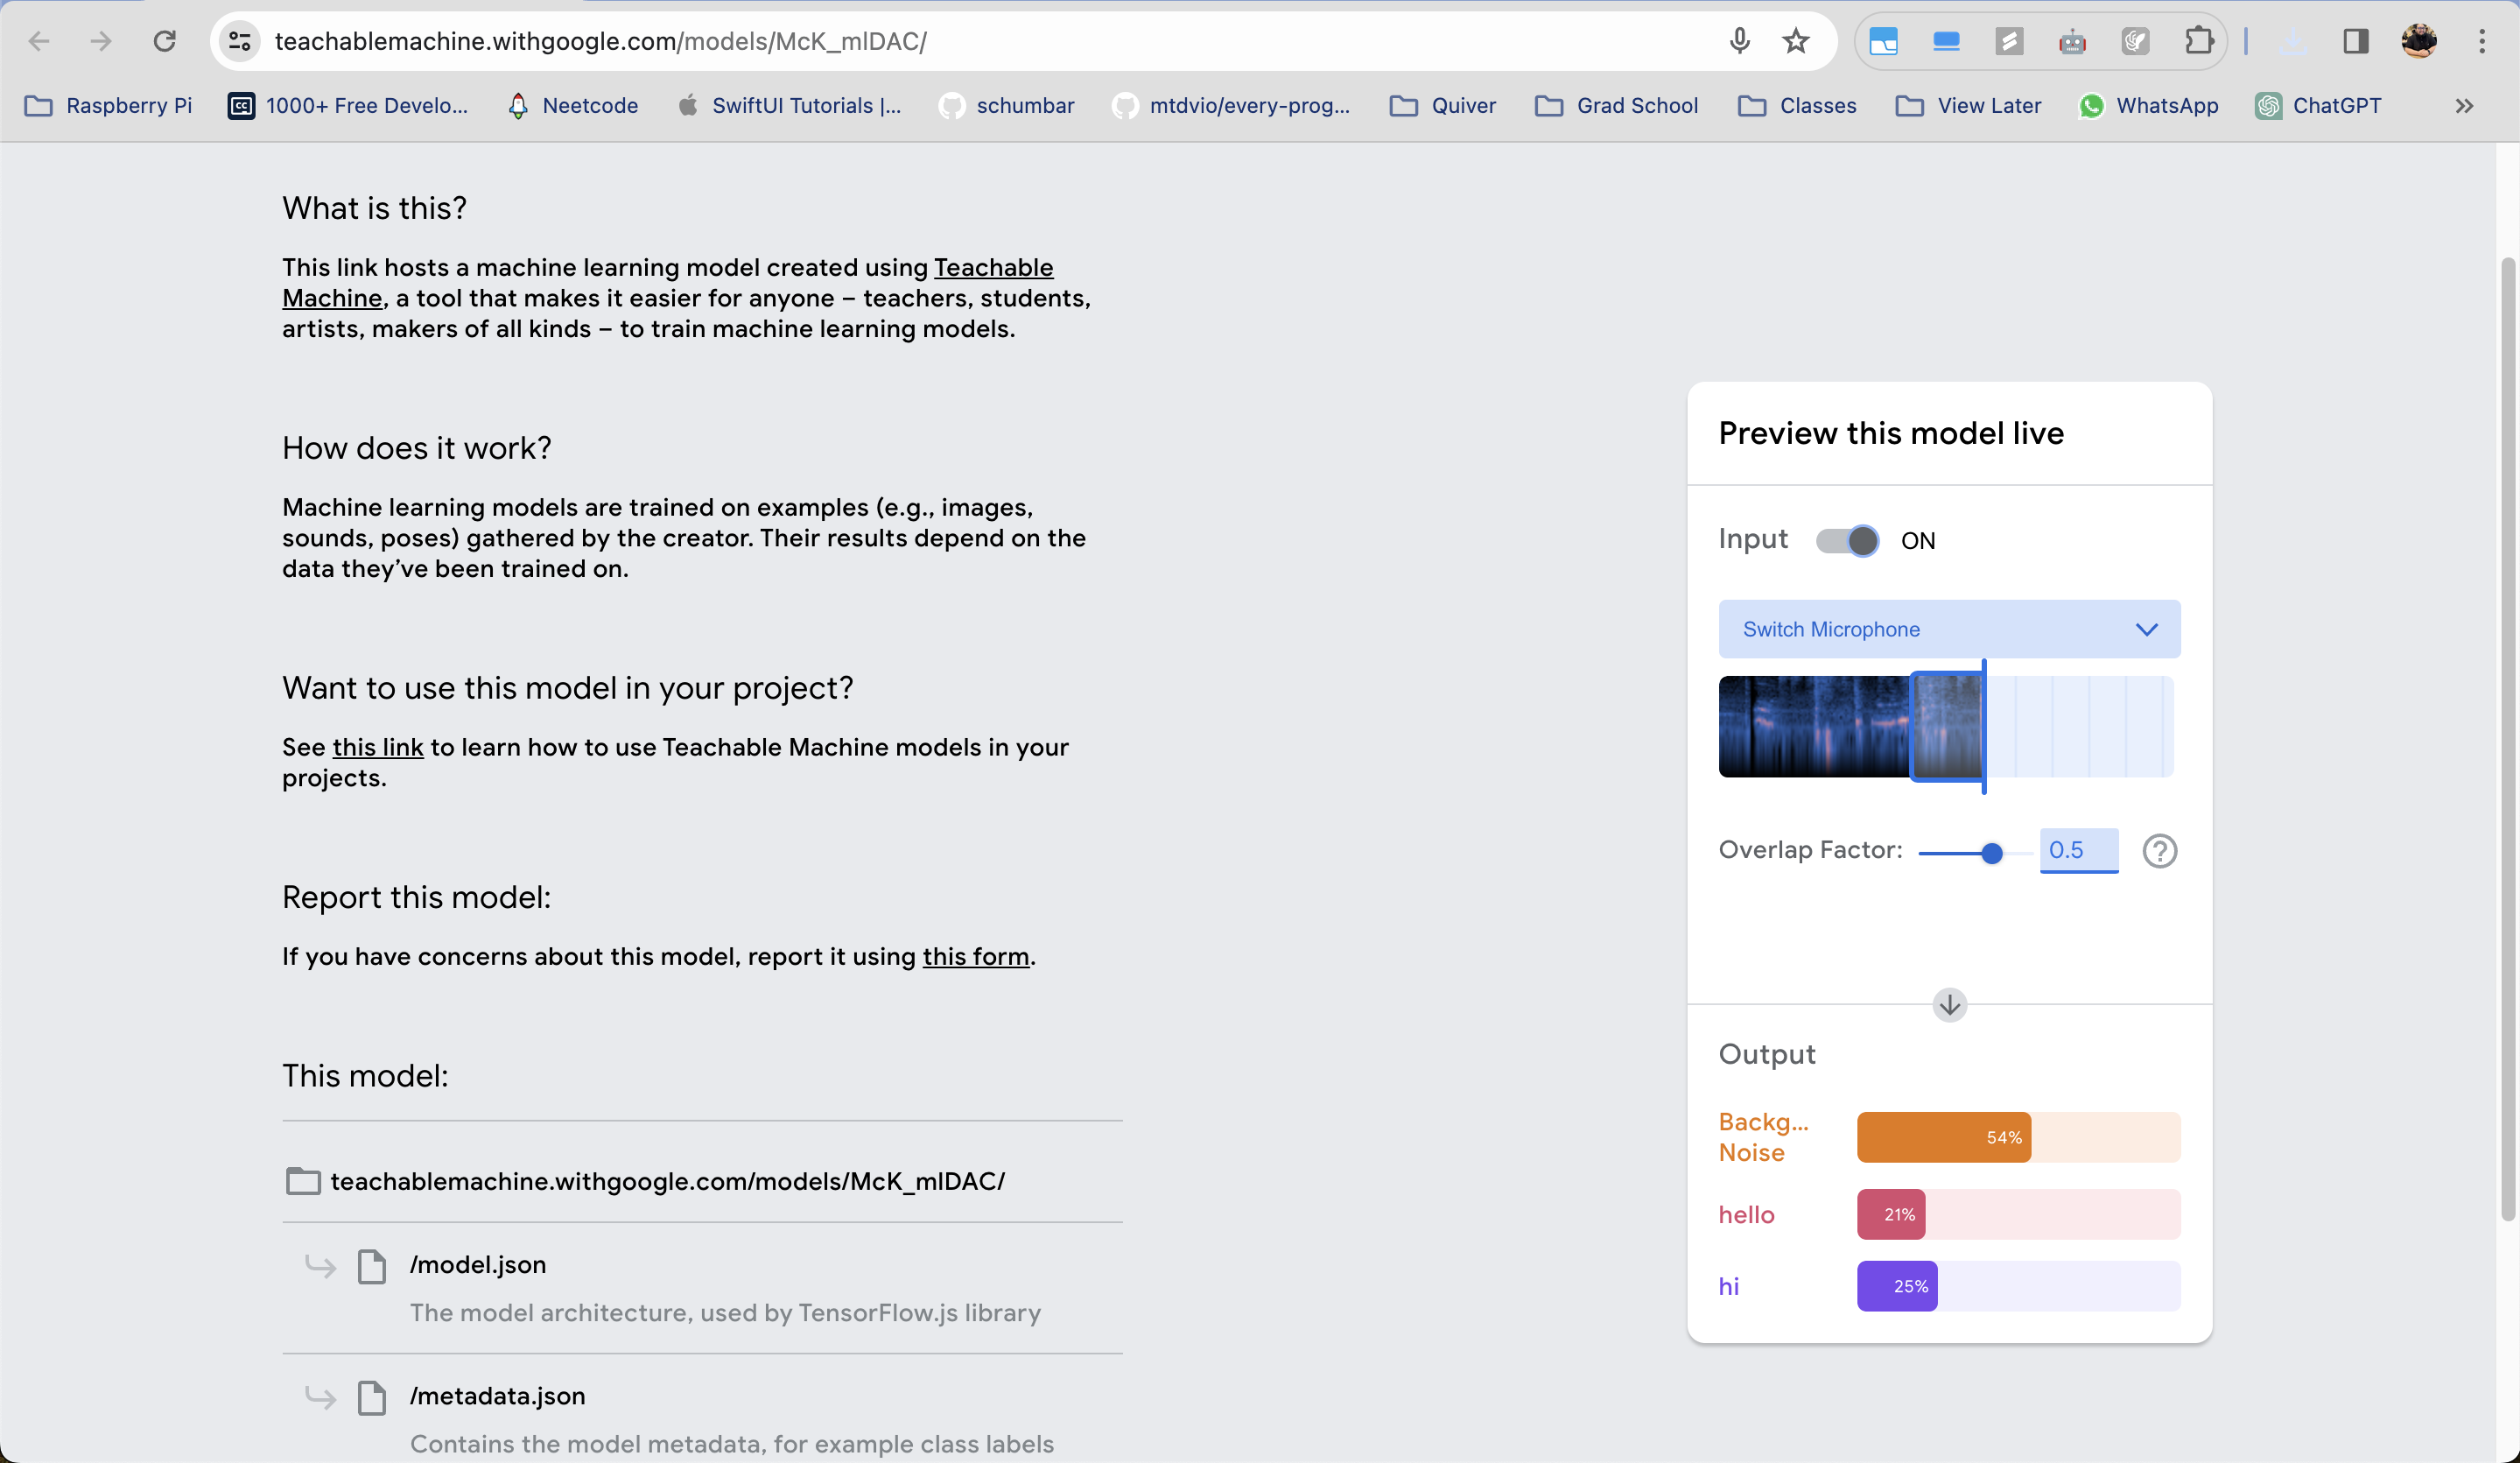 teachablemachine.withgoogle.com/models/McK_mlDAC/
Raspberry Pi
1000+ Free Develo...
Neetcode
SwiftUI Tutorials |...
schumbar
mtdvio/every-prog...
Quiver
Grad School
Classes
View Later
WhatsApp
ChatGPT
What is this?
This link hosts a machine learning model created using Teachable
Machine, a tool that makes it easier for anyone – teachers, students,
artists, makers of all kinds – to train machine learning models.
How does it work?
Machine learning models are trained on examples (e.g., images,
sounds, poses) gathered by the creator. Their results depend on the
data they’ve been trained on.
Want to use this model in your project?
See this link to learn how to use Teachable Machine models in your
projects.
Report this model:
If you have concerns about this model, report it using this form.
This model:
teachablemachine.withgoogle.com/models/McK_mlDAC/
/model.json
The model architecture, used by TensorFlow.js library
/metadata.json
Contains the model metadata, for example class labels
Preview this model live
Input ON
Switch Microphone
Overlap Factor: 0.5
Output
Backg...
Noise
54%
hello 21%
hi 25%